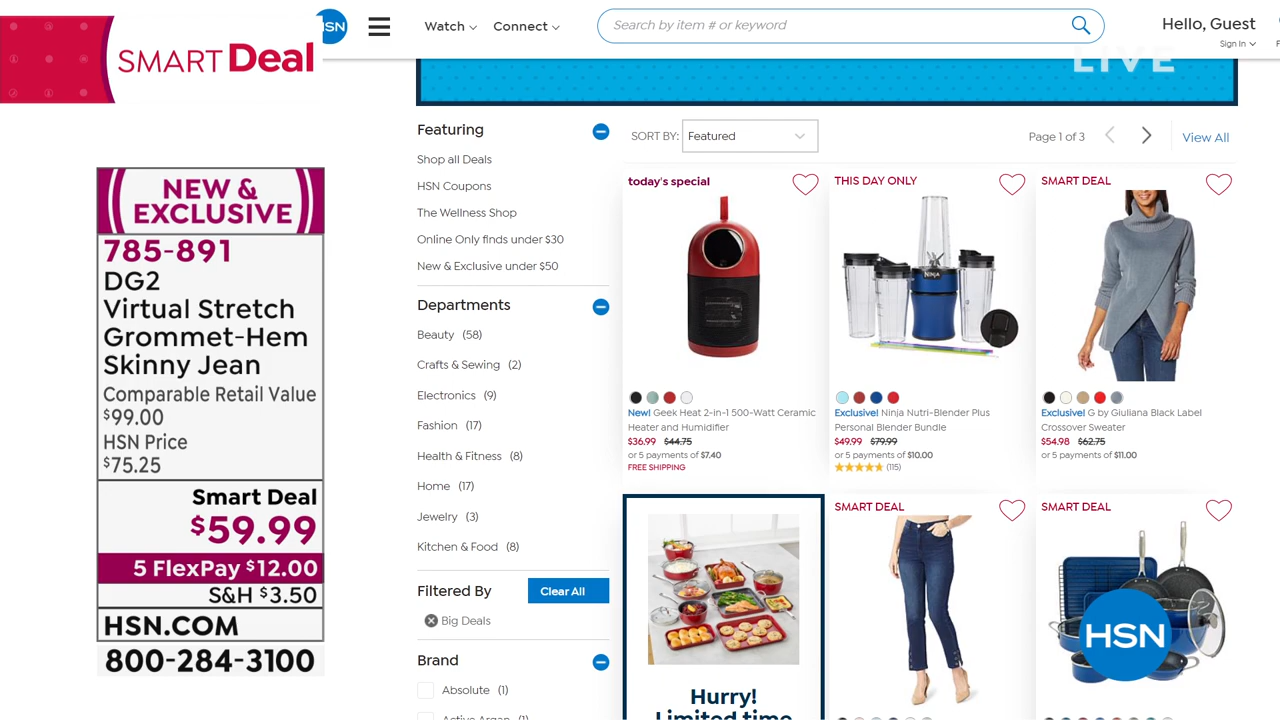 SMART Deal
HSN
Watch
Connect
Search by item # or keyword
Hello, Guest
Sign In
LIVE
NEW &
EXCLUSIVE
785-891
DG2
Virtual Stretch
Grommet-Hem
Skinny Jean
Comparable Retail Value
$99.00
HSN Price
$75.25
Smart Deal
$59.99
5 FlexPay $12.00
S&H $3.50
HSN.COM
800-284-3100
Featuring
Shop all Deals
HSN Coupons
The Wellness Shop
Online Only finds under $30
New & Exclusive under $50
Departments
Beauty (58)
Crafts & Sewing (2)
Electronics (9)
Fashion (17)
Health & Fitness (8)
Home (17)
Jewelry (3)
Kitchen & Food (8)
Filtered By
Clear All
Big Deals
Brand
Absolute (1)
Active Argan (1)
SORT BY: Featured
Page 1 of 3
View All
today's special
New! Geek Heat 2-in-1 500-Watt Ceramic
Heater and Humidifier
$36.99 $44.75
or 5 payments of $7.40
FREE SHIPPING
THIS DAY ONLY
NINJA
Exclusive! Ninja Nutri-Blender Plus
Personal Blender Bundle
$49.99 $79.99
or 5 payments of $10.00
(115)
SMART DEAL
Exclusive! G by Giuliana Black Label
Crossover Sweater
$54.98 $62.75
or 5 payments of $11.00
Hurry!
Limited time
SMART DEAL
SMART DEAL
HSN